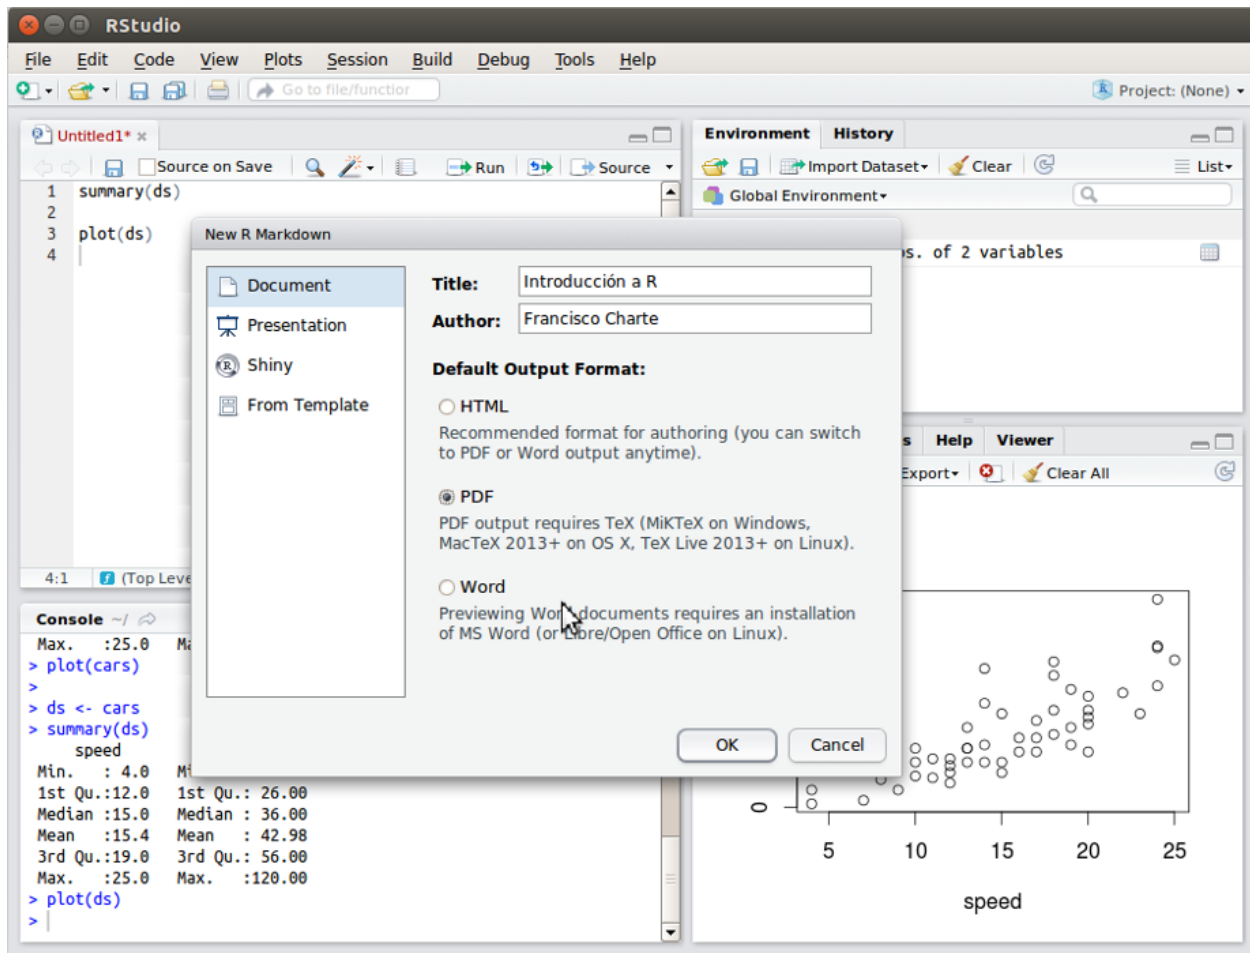 RStudio
File Edit Code View Plots Session Build Debug Tools Help
Go to file/function
Project: (None)
Untitled1*
Source on Save Run Source
1 summary(ds)
2
3 plot(ds)
4
4:1 (Top Leve
Environment History
Import Dataset Clear List
Global Environment
os. of 2 variables
New R Markdown
Document
Presentation
Shiny
From Template
Title: Introducción a R
Author: Francisco Charte
Default Output Format:
HTML
Recommended format for authoring (you can switch
to PDF or Word output anytime).
PDF
PDF output requires TeX (MiKTeX on Windows,
MacTeX 2013+ on OS X, TeX Live 2013+ on Linux).
Word
Previewing Word documents requires an installation
of MS Word (or Libre/Open Office on Linux).
OK Cancel
s Help Viewer
Export Clear All
Console ~/
Max. :25.0 Ma
> plot(cars)
>
> ds <- cars
> summary(ds)
speed
Min. : 4.0 Mi
1st Qu.:12.0 1st Qu.: 26.00
Median :15.0 Median : 36.00
Mean :15.4 Mean : 42.98
3rd Qu.:19.0 3rd Qu.: 56.00
Max. :25.0 Max. :120.00
> plot(ds)
>
0
5 10 15 20 25
speed